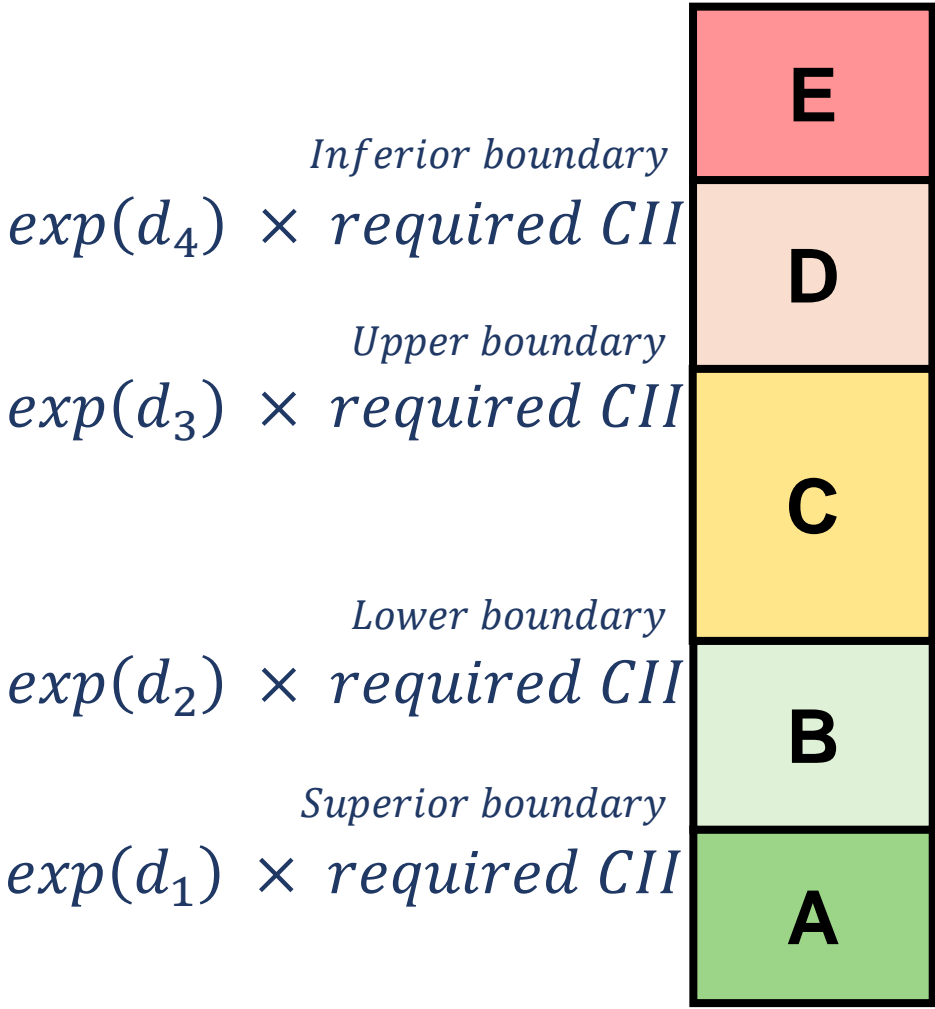 E
Inferior boundary
exp(d₄) × required CII
D
Upper boundary
exp(d₃) × required CII
C
Lower boundary
exp(d₂) × required CII
B
Superior boundary
exp(d₁) × required CII
A